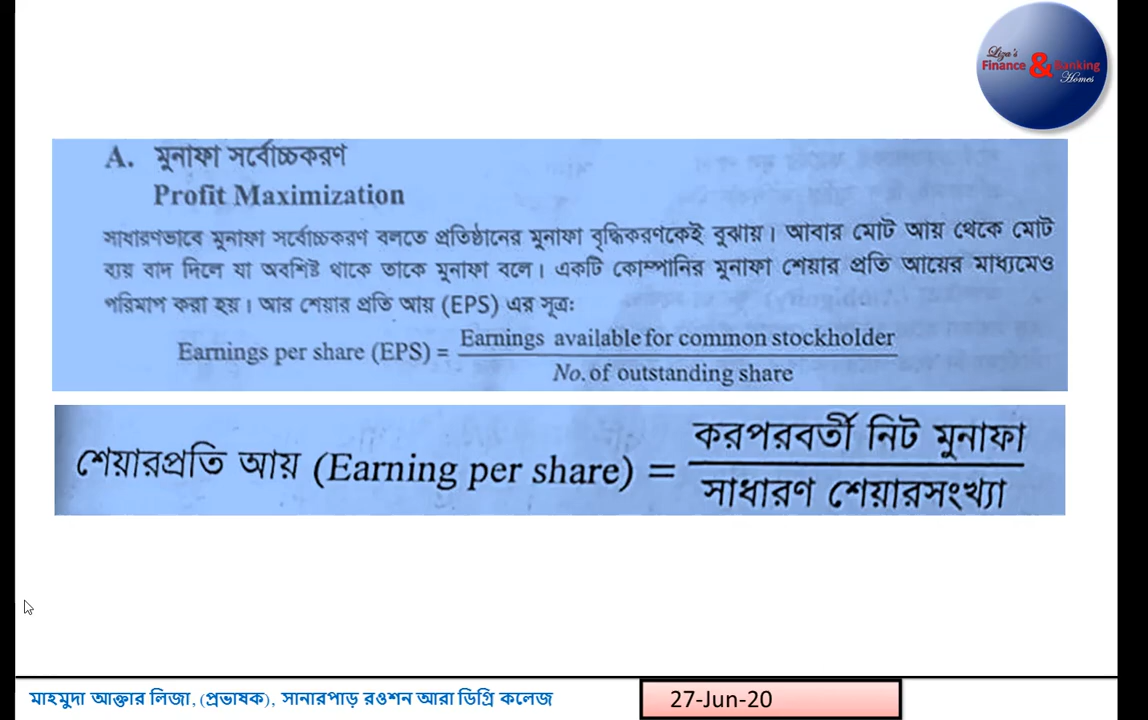 Liza's
Finance & Banking
Homes
A. মুনাফা সর্বোচ্চকরণ
Profit Maximization
সাধারণভাবে মুনাফা সর্বোচ্চকরণ বলতে প্রতিষ্ঠানের মুনাফা বৃদ্ধিকরণকেই বুঝায়। আবার মোট আয় থেকে মোট
ব্যয় বাদ দিলে যা অবশিষ্ট থাকে তাকে মুনাফা বলে। একটি কোম্পানির মুনাফা শেয়ার প্রতি আয়ের মাধ্যমেও
পরিমাপ করা হয়। আর শেয়ার প্রতি আয় (EPS) এর সূত্র:
Earnings per share (EPS) = Earnings available for common stockholder
No. of outstanding share
শেয়ারপ্রতি আয় (Earning per share) = করপরবর্তী নিট মুনাফা
সাধারণ শেয়ারসংখ্যা
মাহমুদা আক্তার লিজা, (প্রভাষক), সানারপাড় রওশন আরা ডিগ্রি কলেজ
27-Jun-20